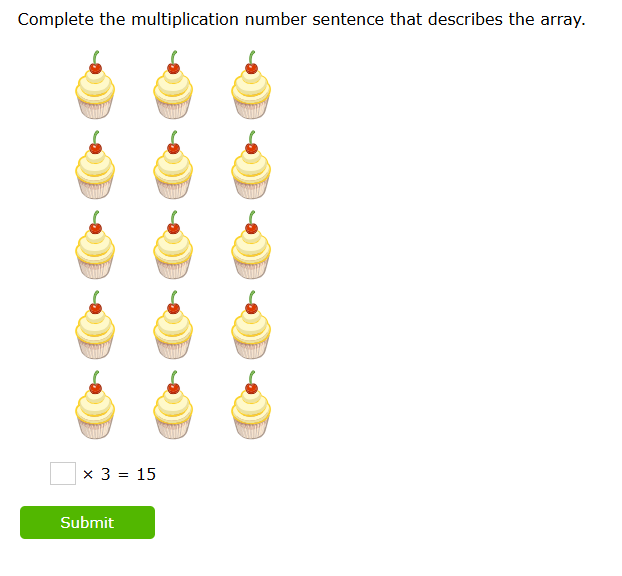 Complete the multiplication number sentence that describes the array.
× 3 = 15
Submit